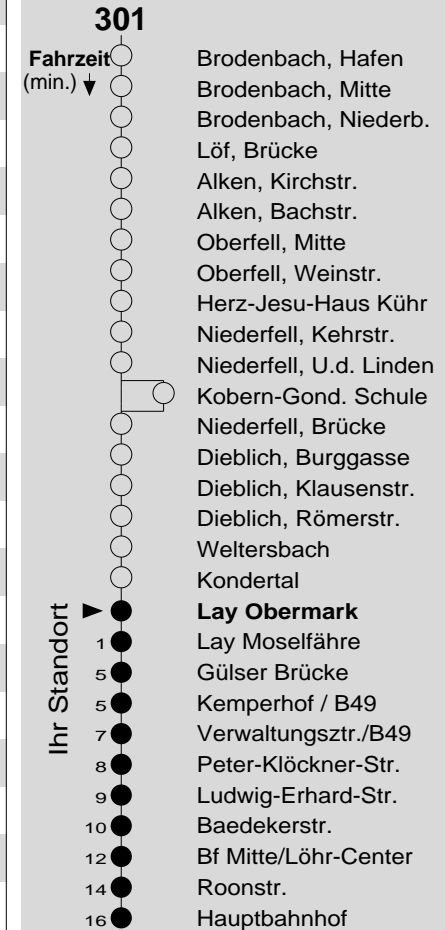 301
Fahrzeit Brodenbach, Hafen
(min.) Brodenbach, Mitte
Brodenbach, Niederb.
Löf, Brücke
Alken, Kirchstr.
Alken, Bachstr.
Oberfell, Mitte
Oberfell, Weinstr.
Herz-Jesu-Haus Kühr
Niederfell, Kehrstr.
Niederfell, U.d. Linden
Kobern-Gond. Schule
Niederfell, Brücke
Dieblich, Burggasse
Dieblich, Klausenstr.
Dieblich, Römerstr.
Weltersbach
Kondertal
Ihr Standort
Lay Obermark
1 Lay Moselfähre
5 Gülser Brücke
5 Kemperhof / B49
7 Verwaltungsztr./B49
8 Peter-Klöckner-Str.
9 Ludwig-Erhard-Str.
10 Baedekerstr.
12 Bf Mitte/Löhr-Center
14 Roonstr.
16 Hauptbahnhof